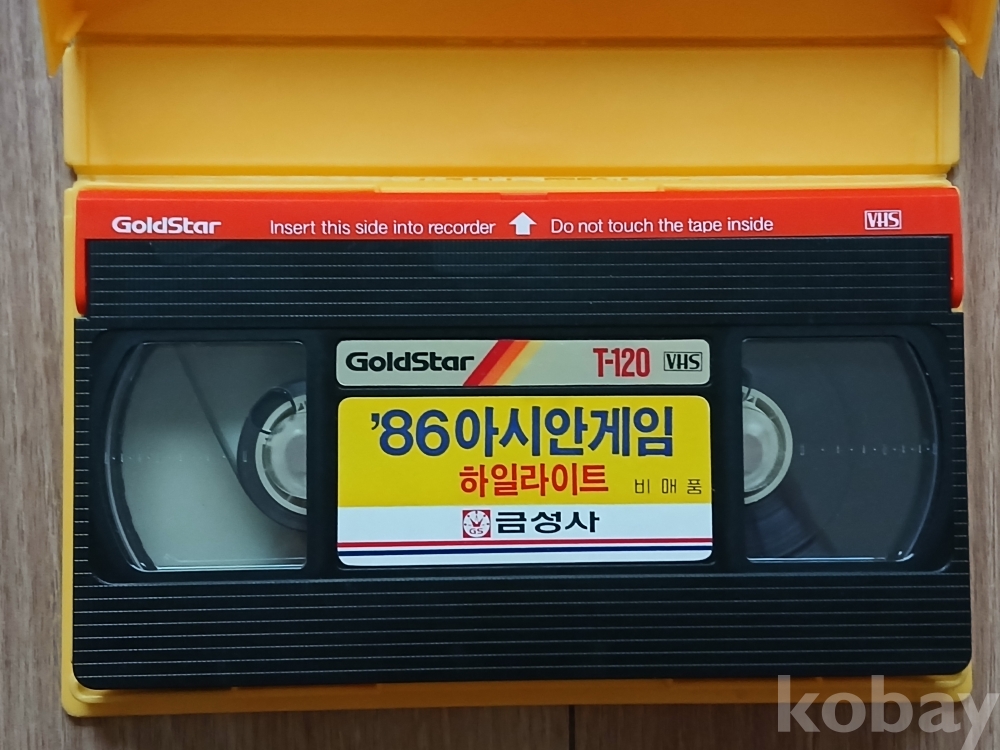 GoldStar Insert this side into recorder Do not touch the tape inside VHS
GoldStar T-120 VHS
'86아시안게임
하일라이트 비매품
GS 금성사
kobay